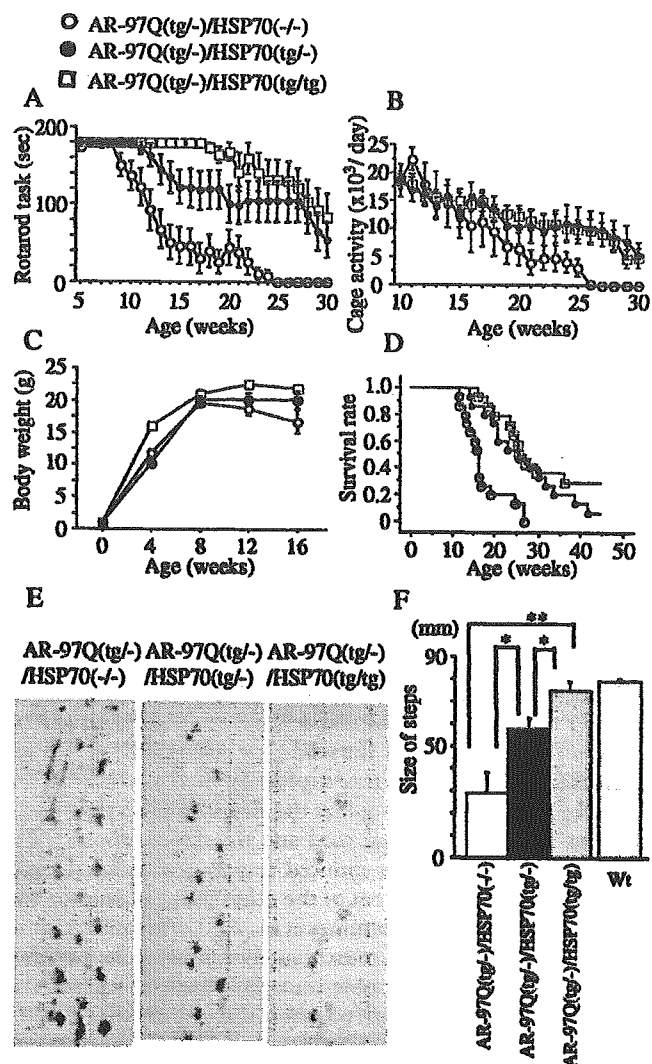 AR-97Q(tg/-)/HSP70(-/-)
AR-97Q(tg/-)/HSP70(tg/-)
AR-97Q(tg/-)/HSP70(tg/tg)
A
Rotarod task (sec)
200
100
0
5 10 15 20 25 30
Age (weeks)
B
Cage activity (x10³/ day)
25
20
15
10
5
0
10 15 20 25 30
Age (weeks)
C
Body weight (g)
25
20
15
10
5
0
0 4 8 12 16
Age (weeks)
D
Survival rate
1.0
0.8
0.6
0.4
0.2
0
0 10 20 30 40 50
Age (weeks)
E
AR-97Q(tg/-) AR-97Q(tg/-) AR-97Q(tg/-)
/HSP70(-/-) /HSP70(tg/-) /HSP70(tg/tg)
F
(mm)
Size of steps
90
50
0
**
* *
AR-97Q(tg/-)/HSP70(-/-)
AR-97Q(tg/-)/HSP70(tg/-)
AR-97Q(tg/-)/HSP70(tg/tg)
Wt